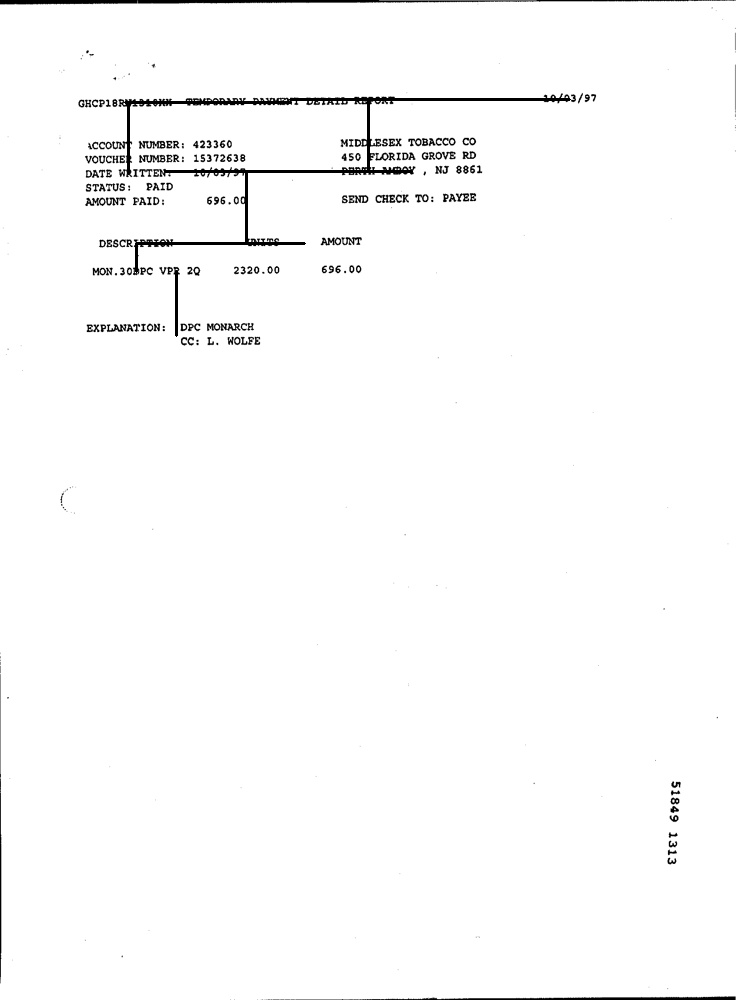 TEMPORARY PAYMENT DETAIL REPORT 10/03/97
ACCOUNT NUMBER: 423360 MIDDLESEX TOBACCO CO
VOUCHER NUMBER: 15372638 450 FLORIDA GROVE RD
DATE WRITTEN: 10/03/97 PERTH AMBOY , NJ 8861
STATUS: PAID
AMOUNT PAID: 696.00 SEND CHECK TO: PAYEE
DESCRIPTION UNITS AMOUNT
MON.30DPC VPR 2Q 2320.00 696.00
EXPLANATION: DPC MONARCH
CC: L. WOLFE
51849 1313